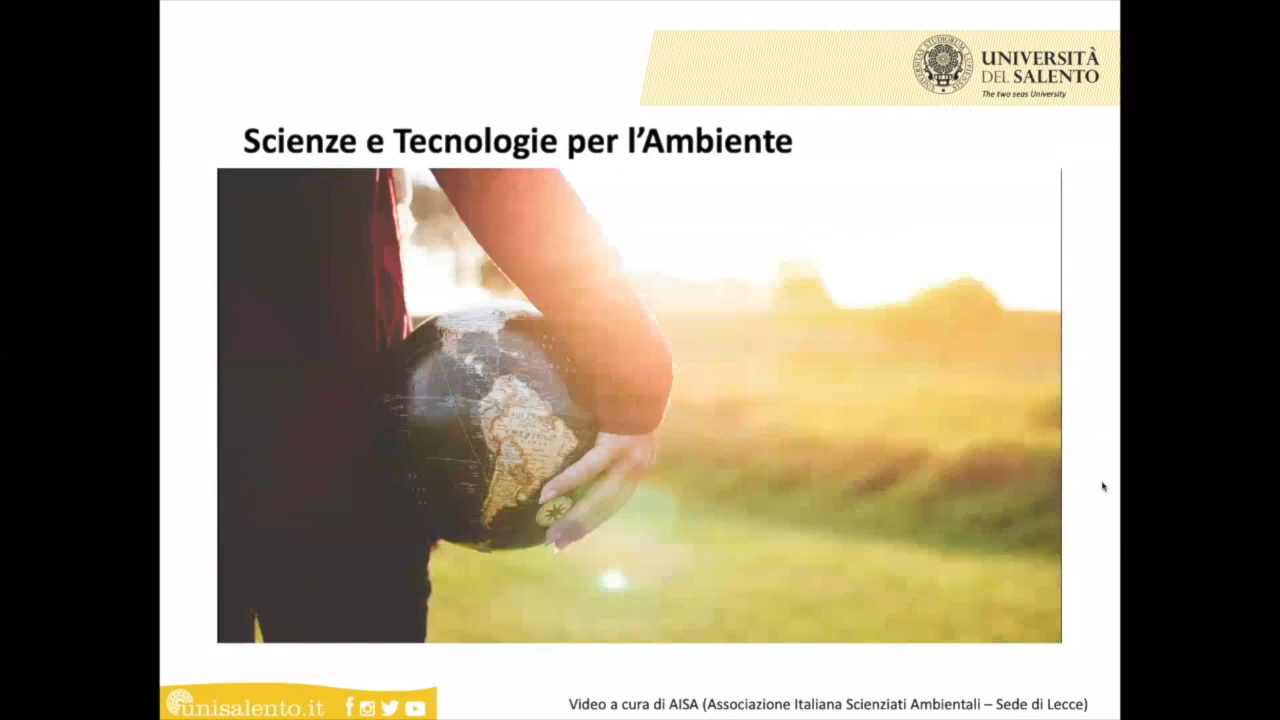 UNIVERSITÀ
DEL SALENTO
The two seas University
Scienze e Tecnologie per l'Ambiente
unisalento.it
Video a cura di AISA (Associazione Italiana Scienziati Ambientali – Sede di Lecce)